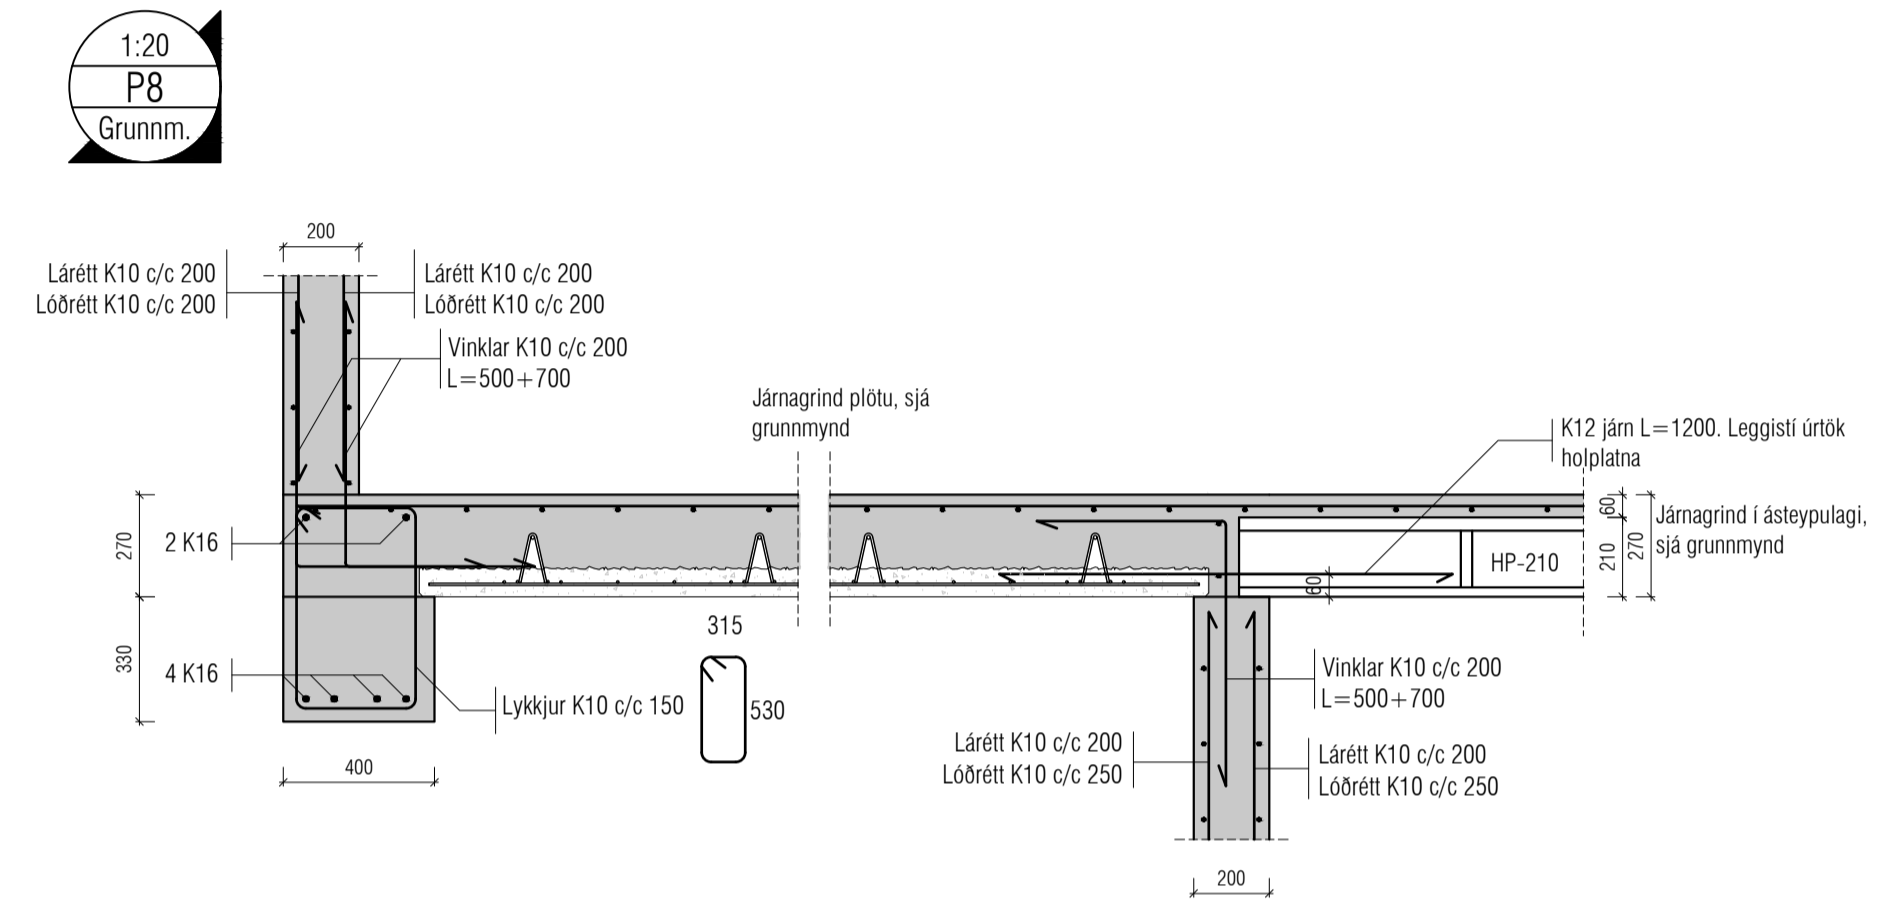 1:20
P8
Grunnm.
200
Lárétt K10 c/c 200
Lóðrétt K10 c/c 200
Lárétt K10 c/c 200
Lóðrétt K10 c/c 200
Vinklar K10 c/c 200
L=500+700
Járnagrind plötu, sjá
grunnmynd
K12 járn L=1200. Leggistí úrtök
holplatna
60
210
270
Járnagrind í ásteypulagi,
sjá grunnmynd
HP-210
60
270
2 K16
330
4 K16
400
Lykkjur K10 c/c 150
315
530
Vinklar K10 c/c 200
L=500+700
Lárétt K10 c/c 200
Lóðrétt K10 c/c 250
Lárétt K10 c/c 200
Lóðrétt K10 c/c 250
200